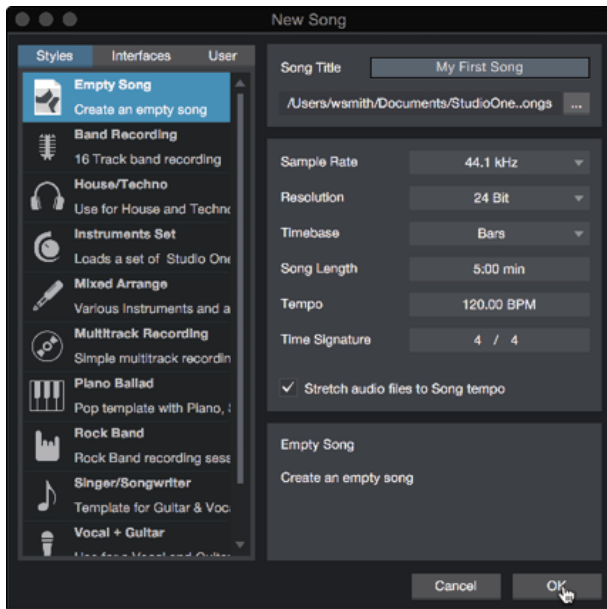 New Song
Styles Interfaces User
Empty Song
Create an empty song
Band Recording
16 Track band recording
House/Techno
Use for House and Techno
Instruments Set
Loads a set of Studio One
Mixed Arrange
Various Instruments and a
Multitrack Recording
Simple multitrack recordin
Piano Ballad
Pop template with Piano,
Rock Band
Rock Band recording sess
Singer/Songwriter
Template for Guitar & Voc
Vocal + Guitar
Song Title My First Song
/Users/wsmith/Documents/StudioOne..ongs ...
Sample Rate 44.1 kHz
Resolution 24 Bit
Timebase Bars
Song Length 5:00 min
Tempo 120.00 BPM
Time Signature 4 / 4
Stretch audio files to Song tempo
Empty Song
Create an empty song
Cancel OK